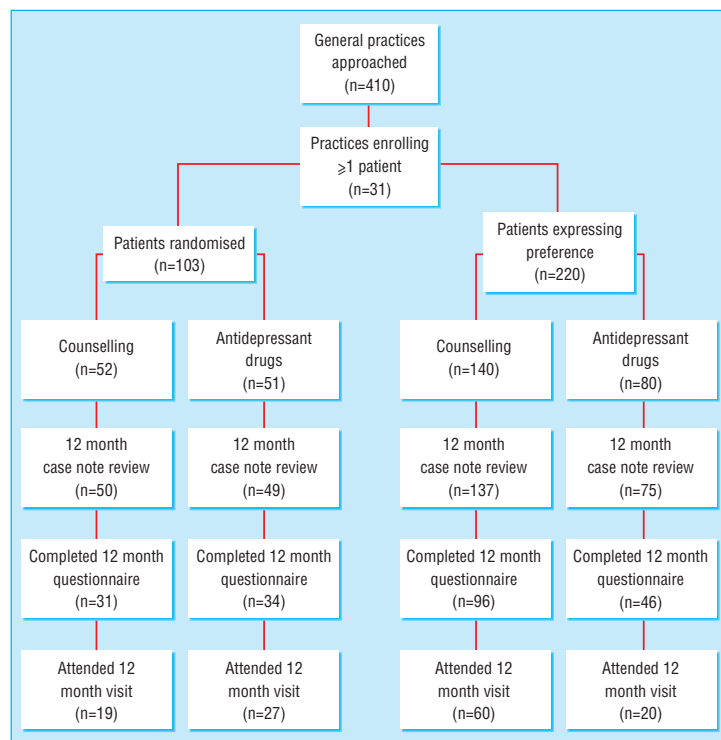 General practices
approached
(n=410)
Practices enrolling
⩾1 patient
(n=31)
Patients randomised
(n=103)
Patients expressing
preference
(n=220)
Counselling
(n=52)
Antidepressant
drugs
(n=51)
Counselling
(n=140)
Antidepressant
drugs
(n=80)
12 month
case note review
(n=50)
12 month
case note review
(n=49)
12 month
case note review
(n=137)
12 month
case note review
(n=75)
Completed 12 month
questionnaire
(n=31)
Completed 12 month
questionnaire
(n=34)
Completed 12 month
questionnaire
(n=96)
Completed 12 month
questionnaire
(n=46)
Attended 12
month visit
(n=19)
Attended 12
month visit
(n=27)
Attended 12
month visit
(n=60)
Attended 12
month visit
(n=20)